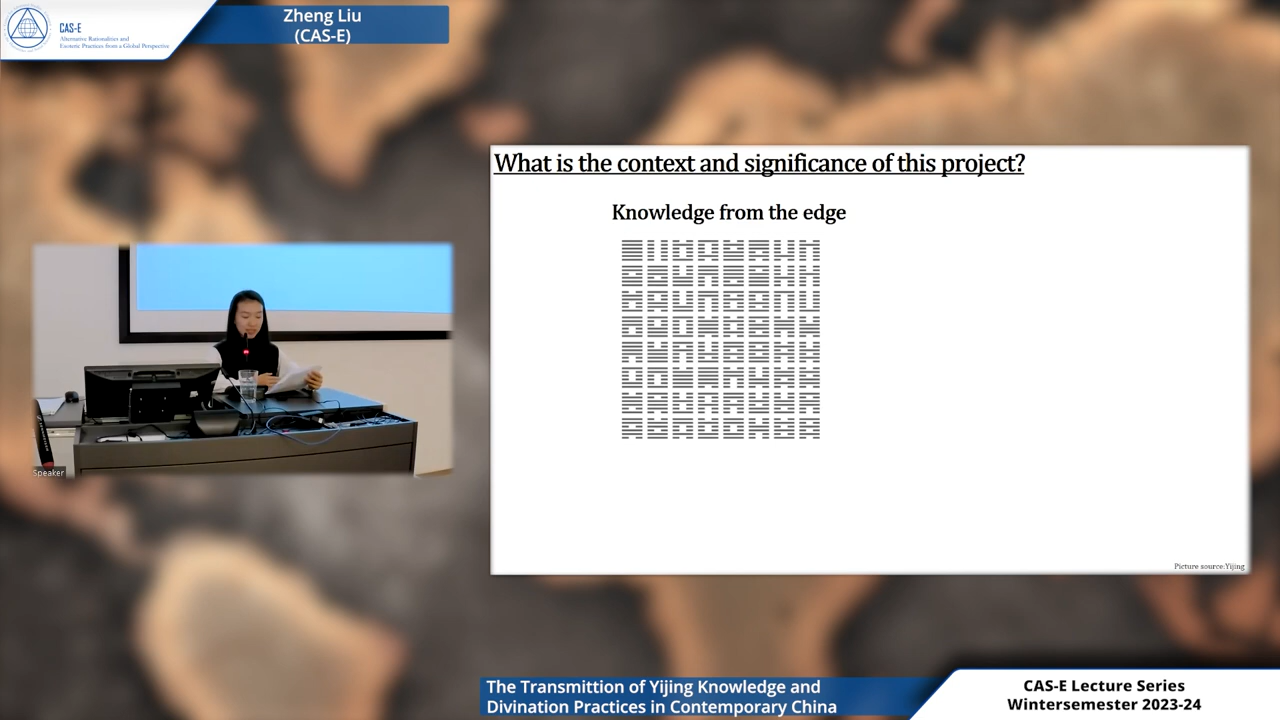 CAS-E
Alternative Rationalities and
Esoteric Practices from a Global Perspective
Zheng Liu
(CAS-E)
What is the context and significance of this project?
Knowledge from the edge
Picture source:Yijing
Speaker
The Transmittion of Yijing Knowledge and
Divination Practices in Contemporary China
CAS-E Lecture Series
Wintersemester 2023-24